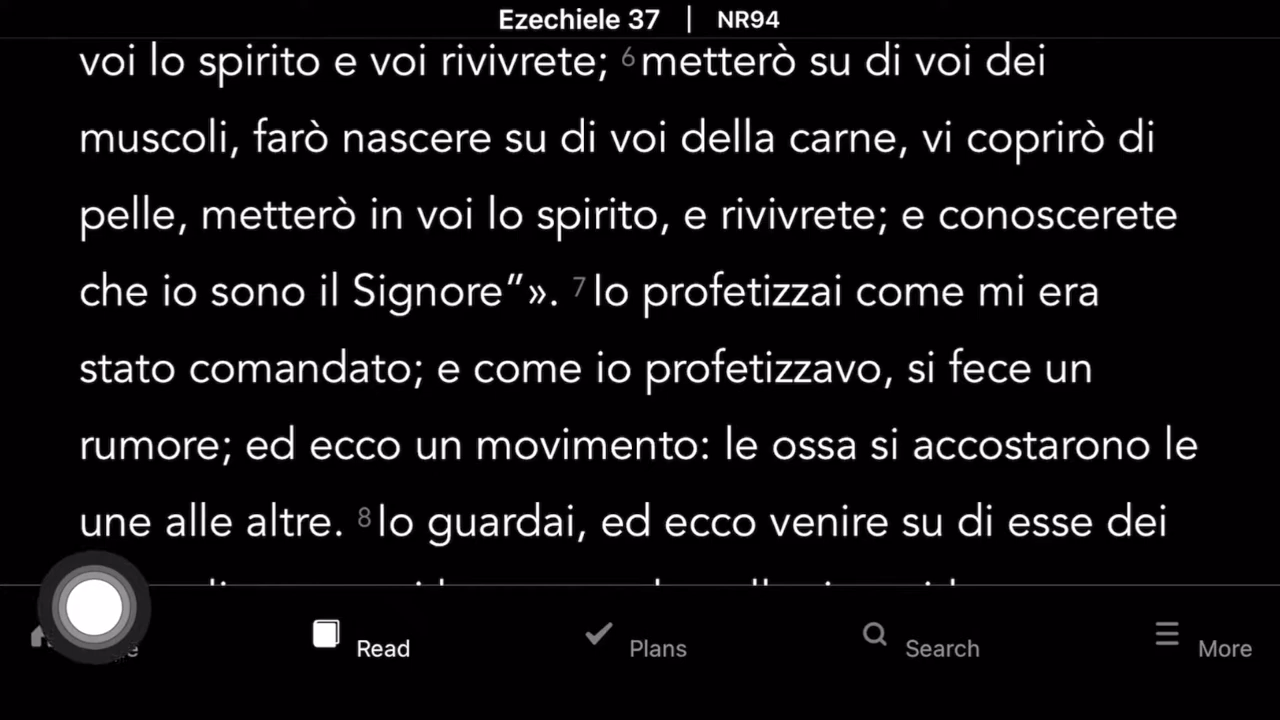 Ezechiele 37 | NR94
voi lo spirito e voi rivivrete; 6 metterò su di voi dei
muscoli, farò nascere su di voi della carne, vi coprirò di
pelle, metterò in voi lo spirito, e rivivrete; e conoscerete
che io sono il Signore”». 7 Io profetizzai come mi era
stato comandato; e come io profetizzavo, si fece un
rumore; ed ecco un movimento: le ossa si accostarono le
une alle altre. 8 Io guardai, ed ecco venire su di esse dei
Read
Plans
Search
More